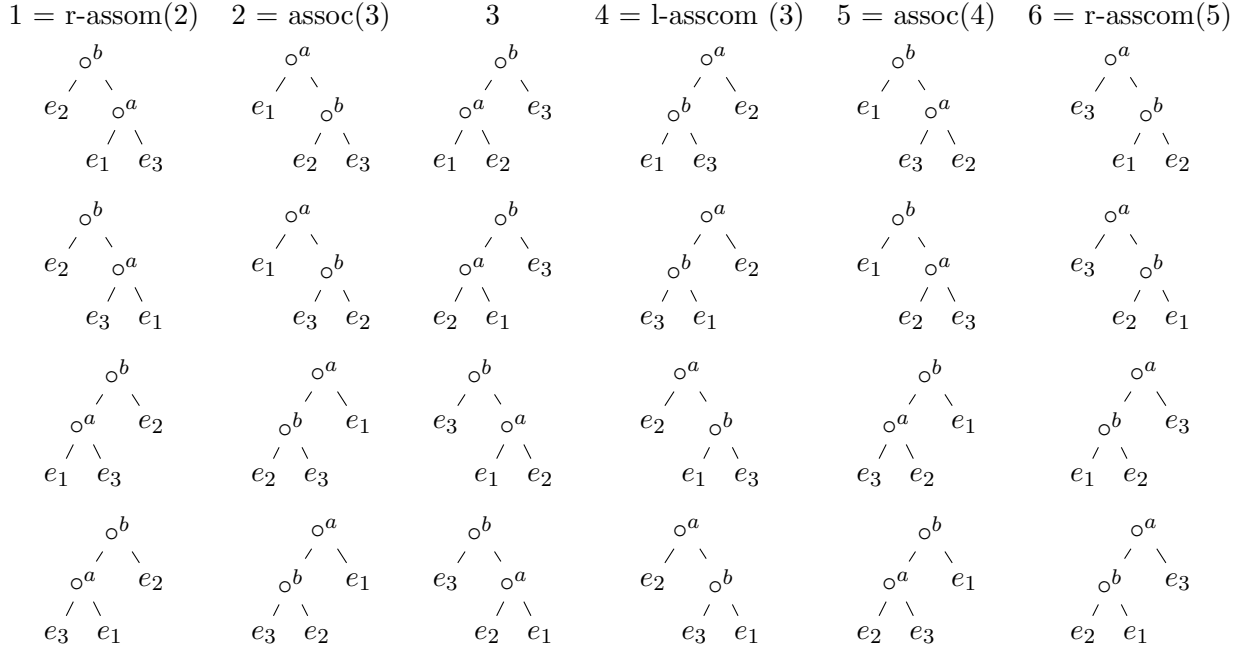 1 = r-assom(2) 2 = assoc(3) 3 4 = l-asscom (3) 5 = assoc(4) 6 = r-asscom(5)
∘b ∘a ∘b ∘a ∘b ∘a
e2 ∘a e1 ∘b ∘a e3 ∘b e2 e1 ∘a e3 ∘b
e1 e3 e2 e3 e1 e2 e1 e3 e3 e2 e1 e2
∘b ∘a ∘b ∘a ∘b ∘a
e2 ∘a e1 ∘b ∘a e3 ∘b e2 e1 ∘a e3 ∘b
e3 e1 e3 e2 e2 e1 e3 e1 e2 e3 e2 e1
∘b ∘a ∘b ∘a ∘b ∘a
∘a e2 ∘b e1 e3 ∘a e2 ∘b ∘a e1 ∘b e3
e1 e3 e2 e3 e1 e2 e1 e3 e3 e2 e1 e2
∘b ∘a ∘b ∘a ∘b ∘a
∘a e2 ∘b e1 e3 ∘a e2 ∘b ∘a e1 ∘b e3
e3 e1 e3 e2 e2 e1 e3 e1 e2 e3 e2 e1